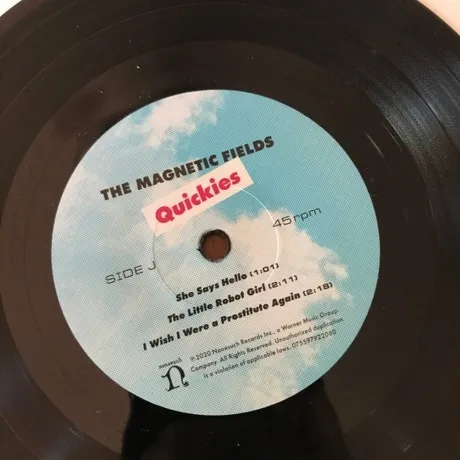 THE MAGNETIC FIELDS
Quickies
SIDE J
45 rpm
She Says Hello (1:01)
The Little Robot Girl (2:11)
I Wish I Were a Prostitute Again (2:18)
nonesuch
℗2020 Nonesuch Records Inc., a Warner Music Group
Company. All Rights Reserved. Unauthorized duplication
is a violation of applicable laws. 075597922080